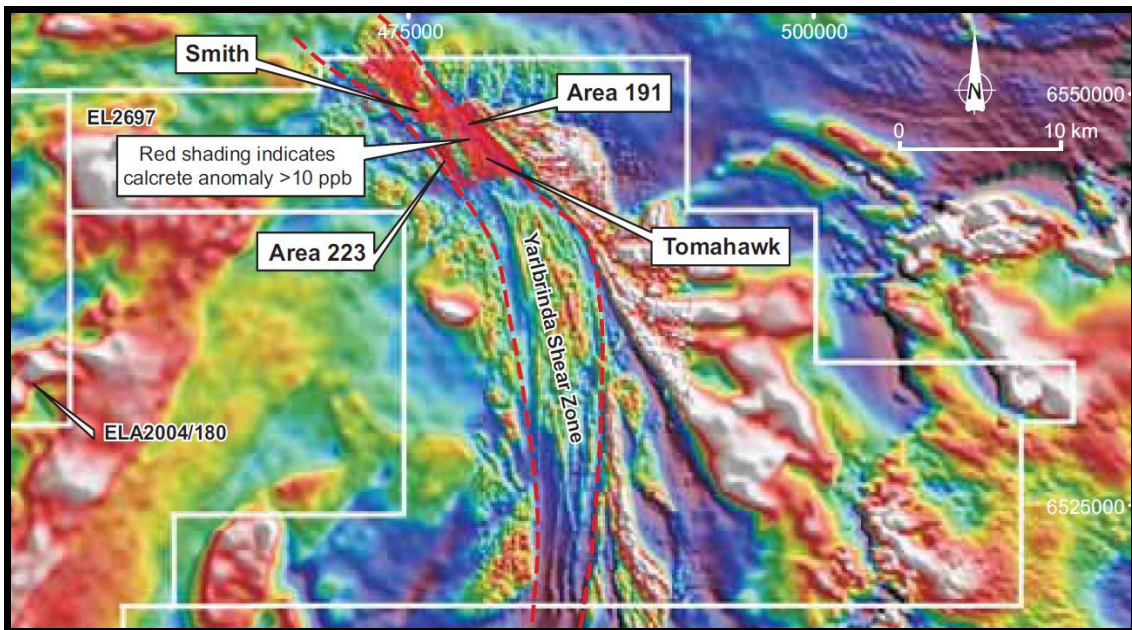 475000
500000
Smith
Area 191
N
6550000
EL2697
0
10 km
Red shading indicates
calcrete anomaly >10 ppb
Area 223
Tomahawk
Yarlbrinda Shear Zone
ELA2004/180
6525000